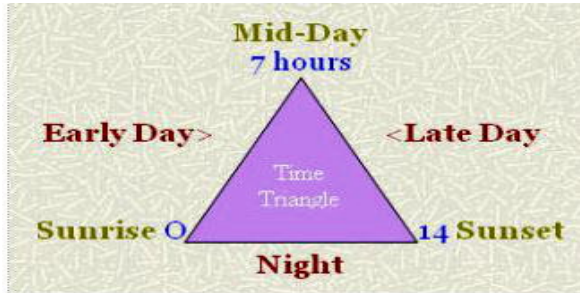 Mid-Day
7 hours
Early Day> <Late Day
Time
Triangle
Sunrise O 14 Sunset
Night